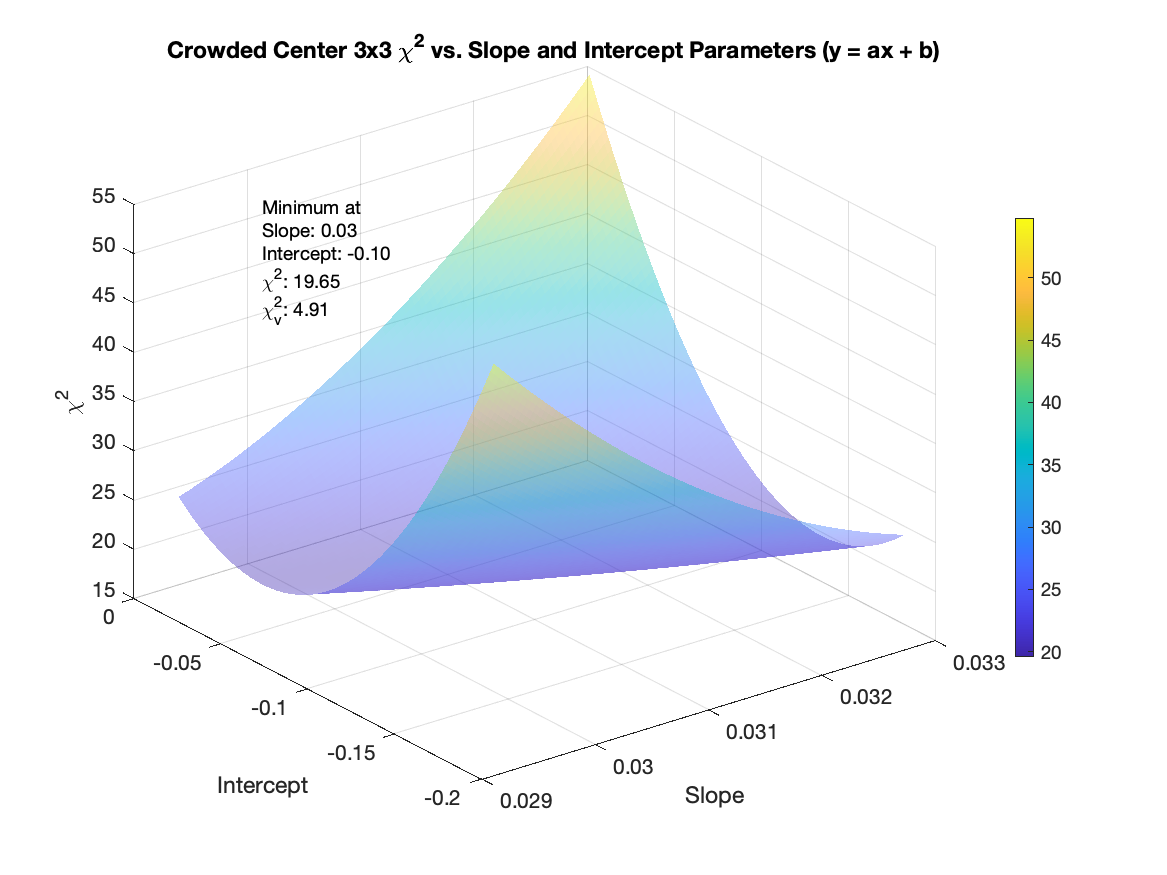 Crowded Center 3x3 χ² vs. Slope and Intercept Parameters (y = ax + b)
Minimum at
Slope: 0.03
Intercept: -0.10
χ²: 19.65
χ²ᵥ: 4.91
55
50
45
40
35
30
25
20
15
χ²
0
-0.05
-0.1
-0.15
-0.2
Intercept
0.029
0.03
0.031
0.032
0.033
Slope
50
45
40
35
30
25
20